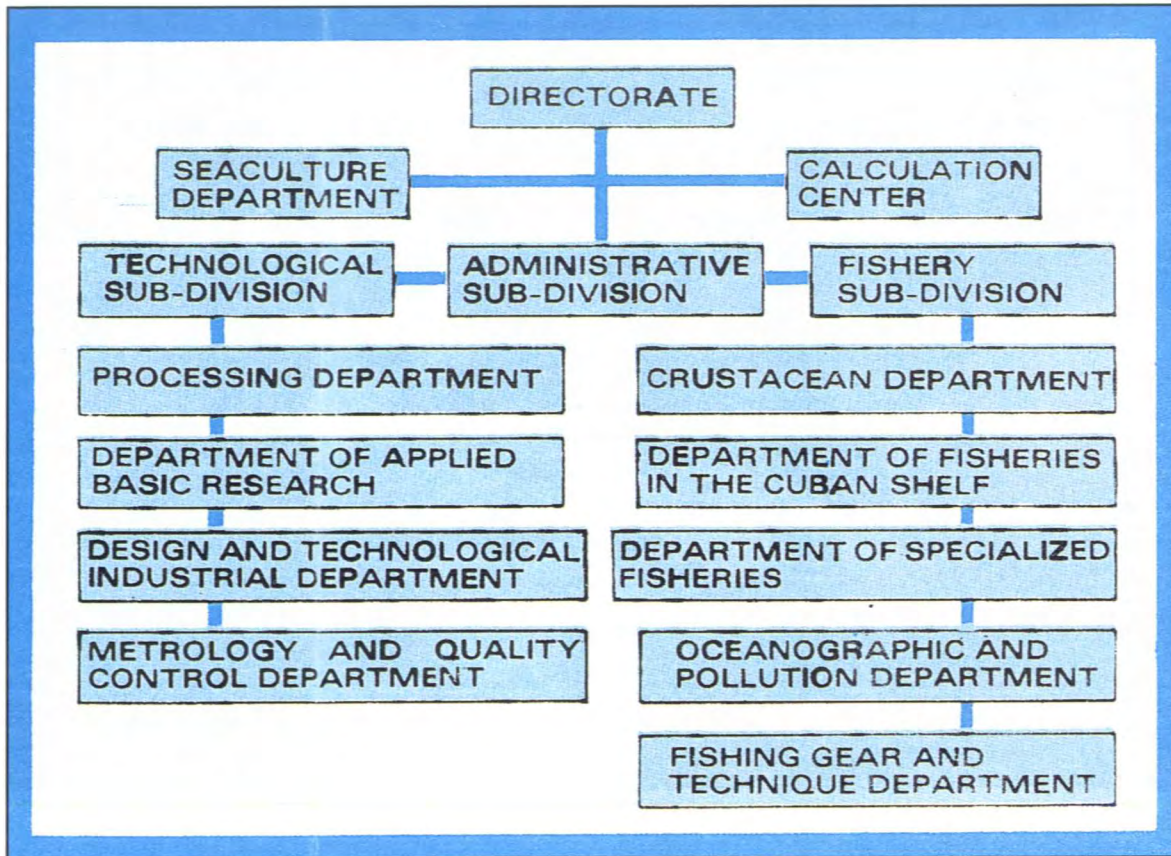 DIRECTORATE
SEACULTURE
DEPARTMENT
CALCULATION
CENTER
TECHNOLOGICAL
SUB-DIVISION
ADMINISTRATIVE
SUB-DIVISION
FISHERY
SUB-DIVISION
PROCESSING DEPARTMENT
DEPARTMENT OF APPLIED
BASIC RESEARCH
DESIGN AND TECHNOLOGICAL
INDUSTRIAL DEPARTMENT
METROLOGY AND QUALITY
CONTROL DEPARTMENT
CRUSTACEAN DEPARTMENT
DEPARTMENT OF FISHERIES
IN THE CUBAN SHELF
DEPARTMENT OF SPECIALIZED
FISHERIES
OCEANOGRAPHIC AND
POLLUTION DEPARTMENT
FISHING GEAR AND
TECHNIQUE DEPARTMENT